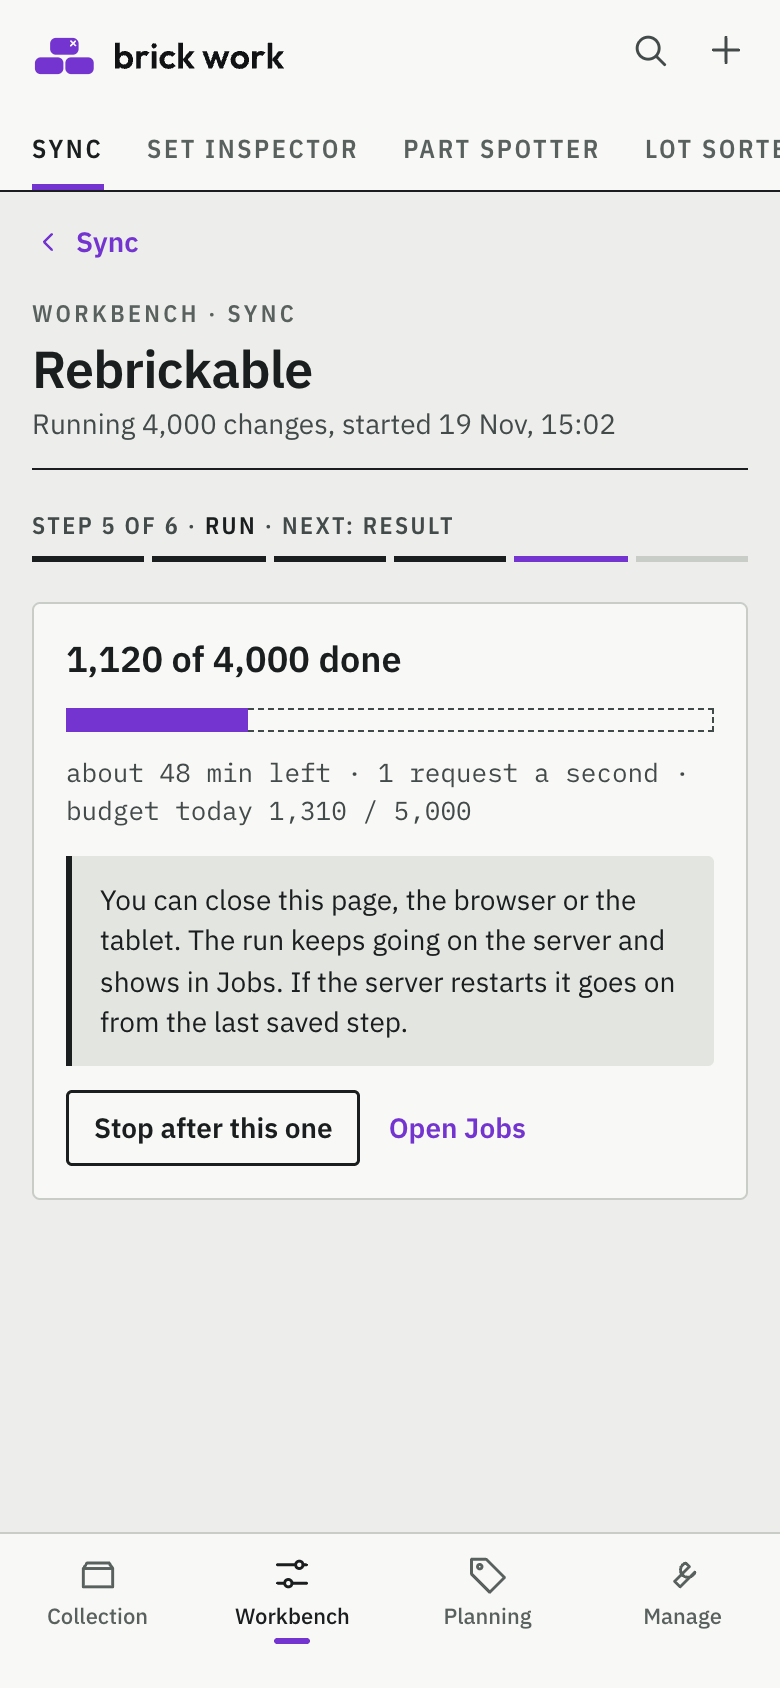 brick work
SYNC SET INSPECTOR PART SPOTTER LOT SORTE
Sync
WORKBENCH · SYNC
Rebrickable
Running 4,000 changes, started 19 Nov, 15:02
STEP 5 OF 6 · RUN · NEXT: RESULT
1,120 of 4,000 done
about 48 min left · 1 request a second ·
budget today 1,310 / 5,000
You can close this page, the browser or the
tablet. The run keeps going on the server and
shows in Jobs. If the server restarts it goes on
from the last saved step.
Stop after this one Open Jobs
Collection Workbench Planning Manage